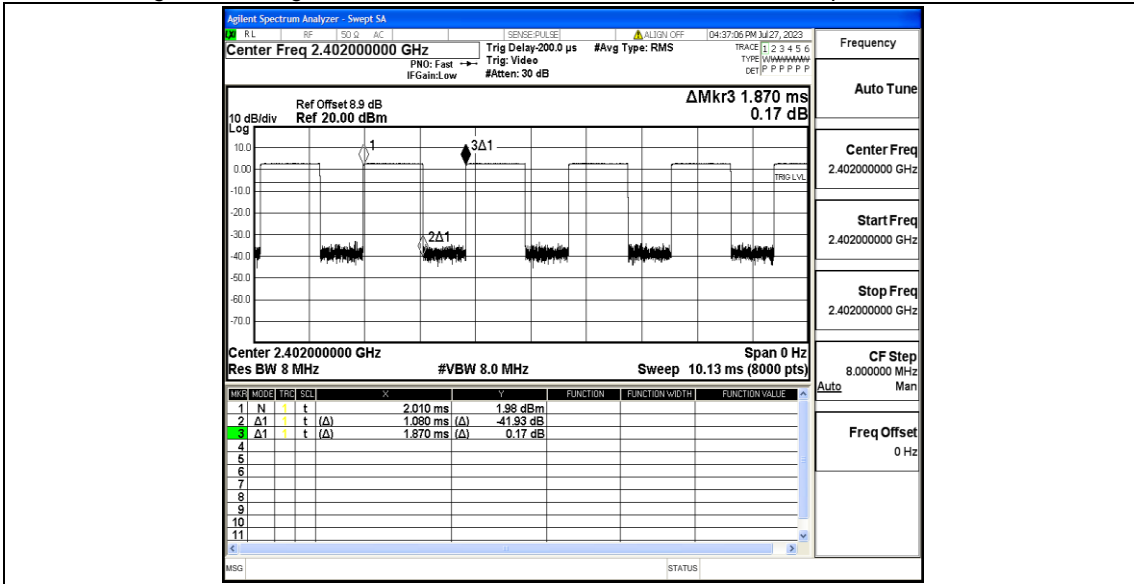 Agilent Spectrum Analyzer - Swept SA
RL RF 50 Ω AC SENSE:PULSE ALIGN OFF 04:37:06 PM Jul 27, 2023
Center Freq 2.402000000 GHz
PNO: Fast
IFGain:Low
Trig Delay-200.0 µs
Trig: Video
#Atten: 30 dB
#Avg Type: RMS
TRACE 1 2 3 4 5 6
TYPE WWWWWW
DET P P P P P P
Frequency
Auto Tune
Center Freq
2.402000000 GHz
Start Freq
2.402000000 GHz
Stop Freq
2.402000000 GHz
CF Step
8.000000 MHz
Auto Man
Freq Offset
0 Hz
ΔMkr3 1.870 ms
0.17 dB
Ref Offset 8.9 dB
10 dB/div Ref 20.00 dBm
Log
10.0
0.00
-10.0
-20.0
-30.0
-40.0
-50.0
-60.0
-70.0
1
3Δ1
2Δ1
TRIG LVL
Center 2.402000000 GHz Span 0 Hz
Res BW 8 MHz #VBW 8.0 MHz Sweep 10.13 ms (8000 pts)
MKR MODE TRC SCL X Y FUNCTION FUNCTION WIDTH FUNCTION VALUE
1 N 1 t 2.010 ms 1.98 dBm
2 Δ1 1 t (Δ) 1.080 ms (Δ) -41.93 dB
3 Δ1 1 t (Δ) 1.870 ms (Δ) 0.17 dB
4
5
6
7
8
9
10
11
MSG STATUS